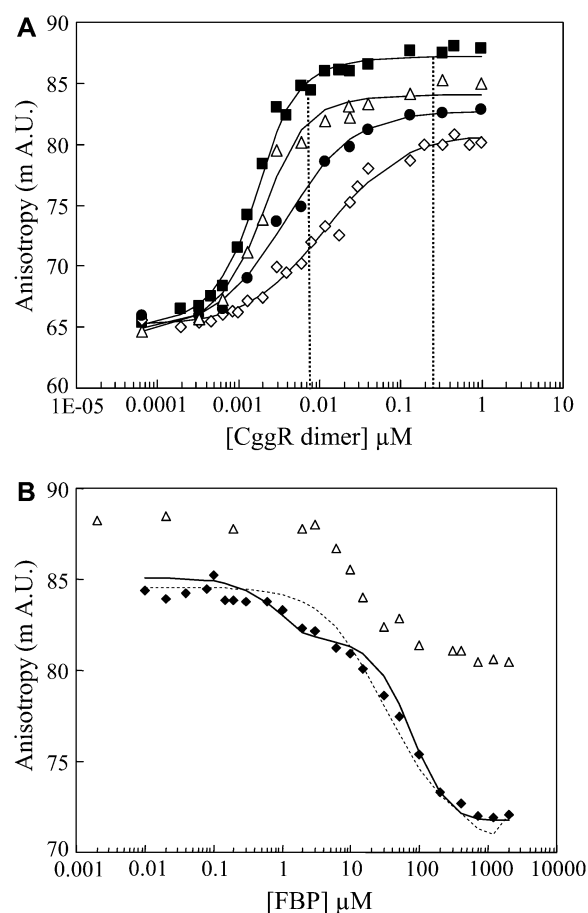 A
90
85
80
75
70
65
60
Anisotropy (m A.U.)
1E-05 0.0001 0.001 0.01 0.1 1 10
[CggR dimer] µM
B
90
85
80
75
70
Anisotropy (m A.U.)
0.001 0.01 0.1 1 10 100 1000 10000
[FBP] µM